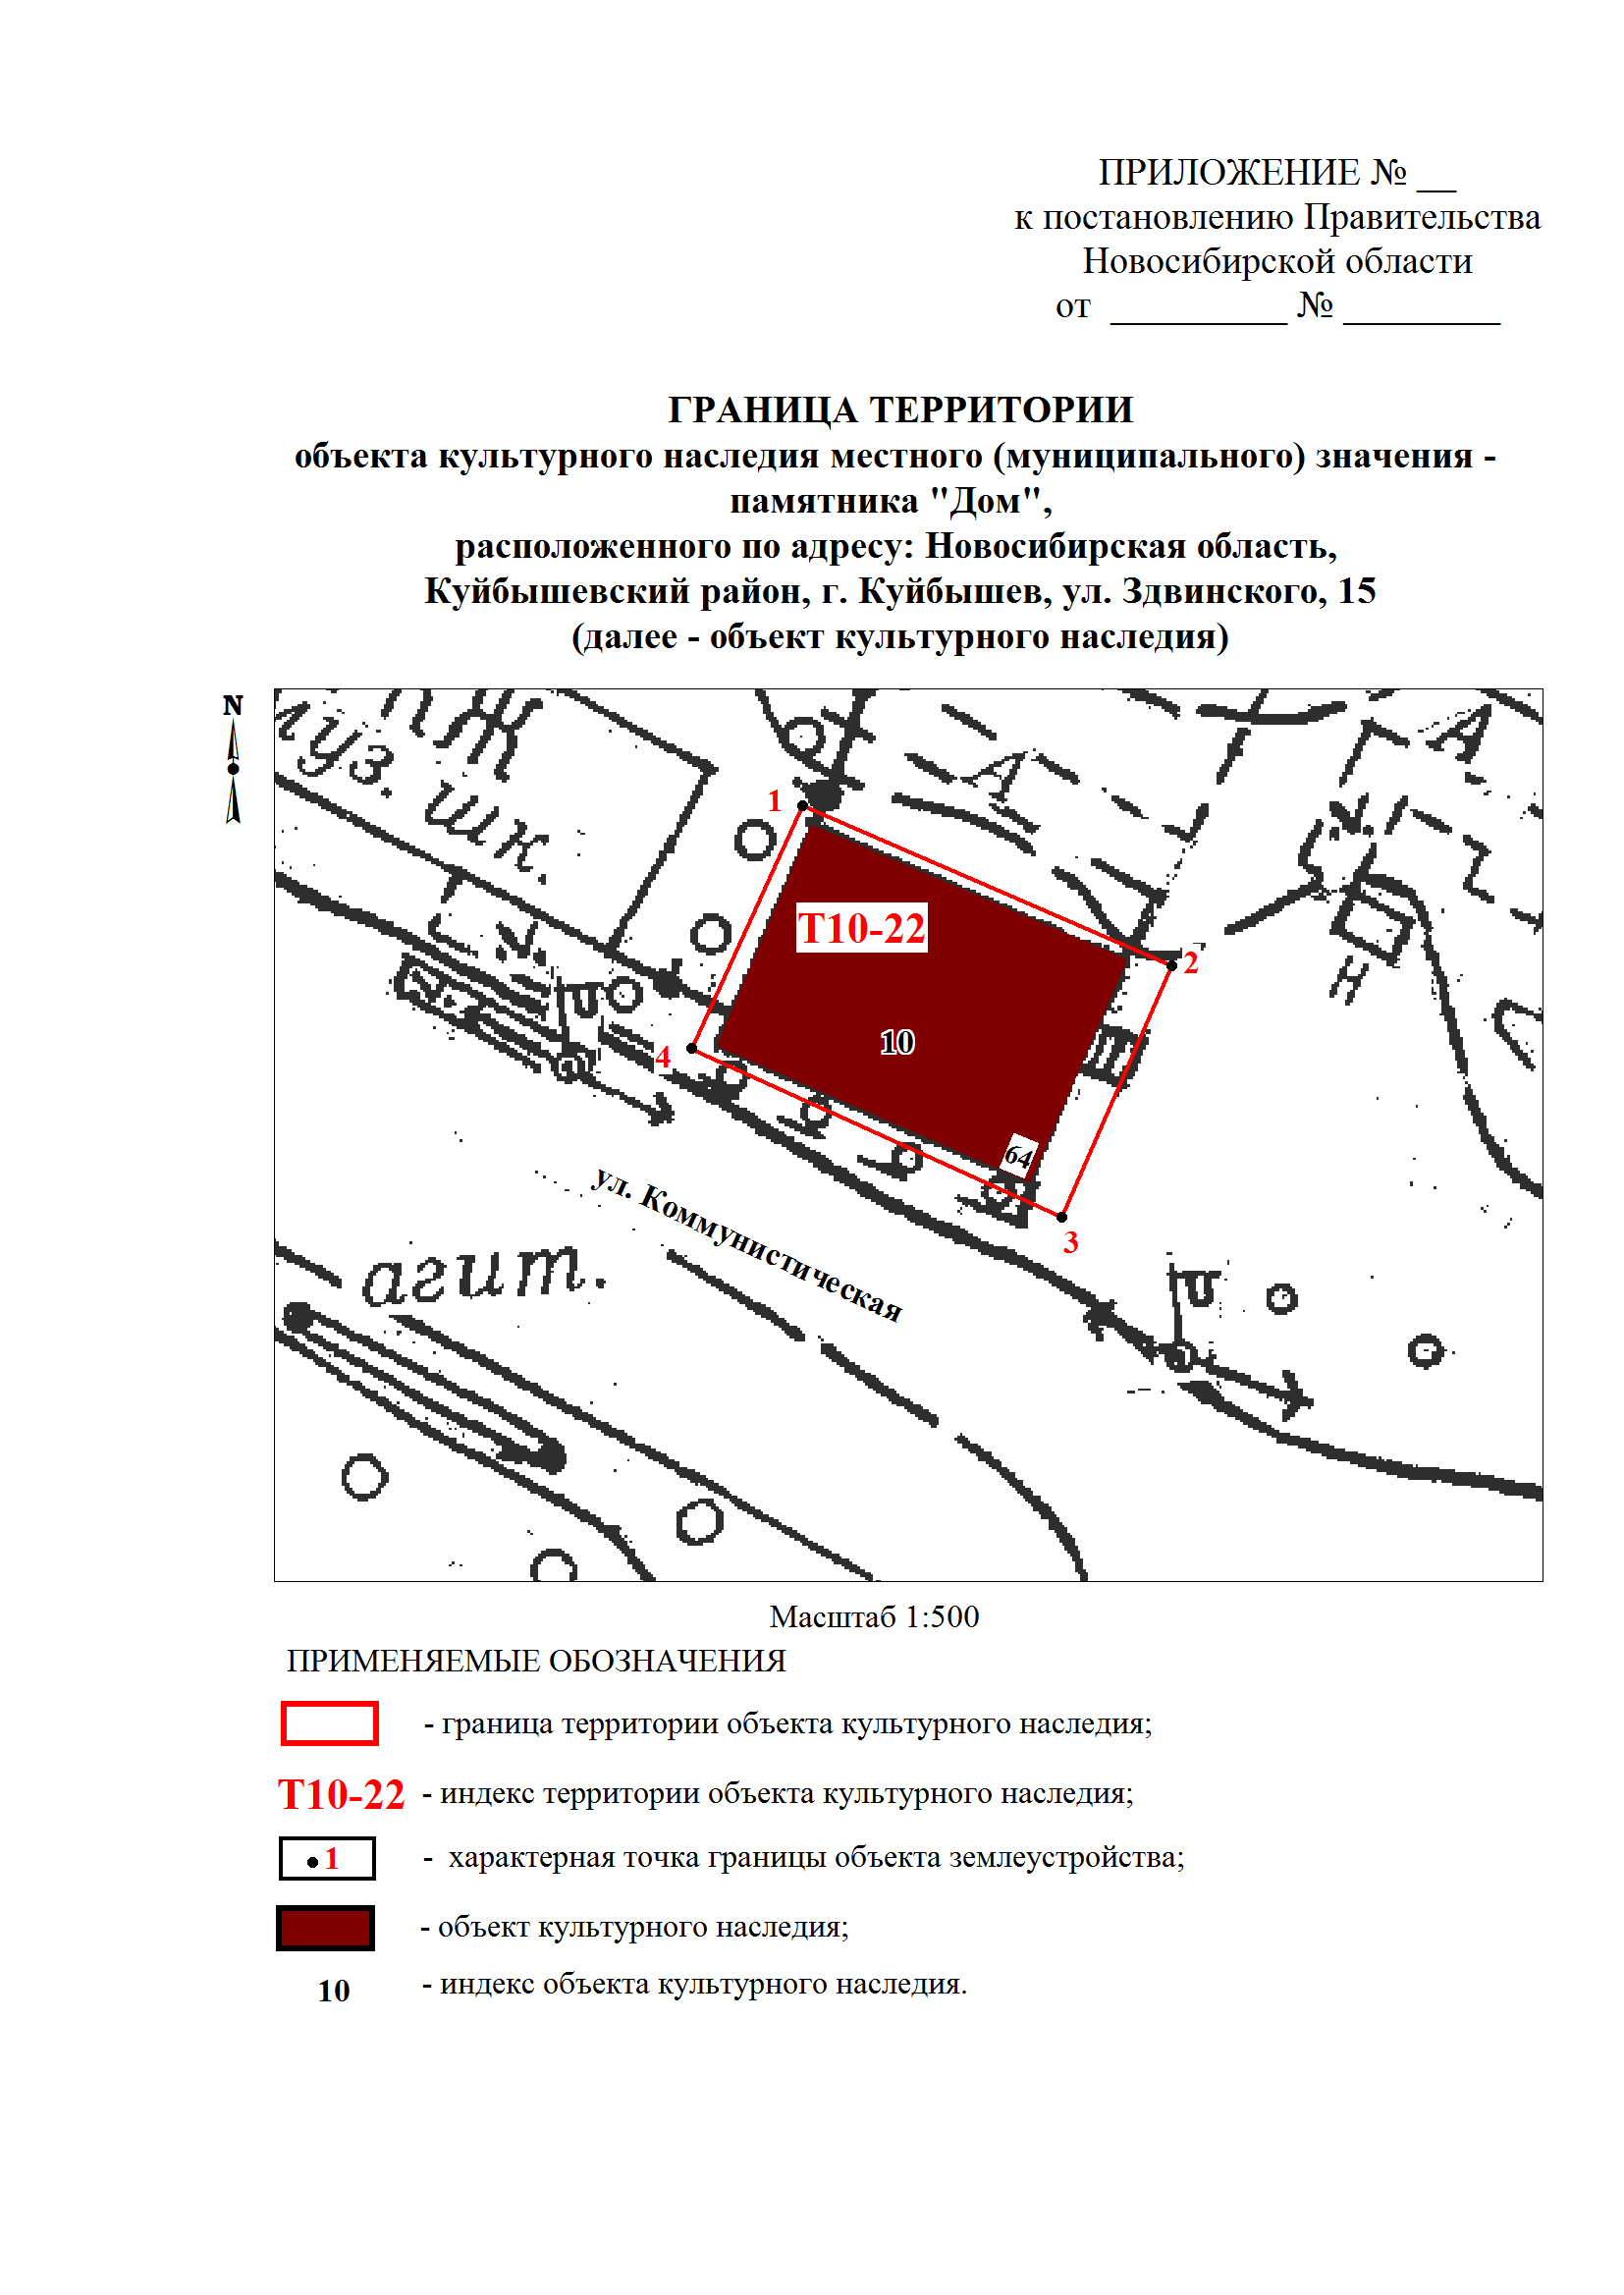 ПРИЛОЖЕНИЕ № __
к постановлению Правительства
Новосибирской области
от __________ № _________
ГРАНИЦА ТЕРРИТОРИИ
объекта культурного наследия местного (муниципального) значения -
памятника "Дом",
расположенного по адресу: Новосибирская область,
Куйбышевский район, г. Куйбышев, ул. Здвинского, 15
(далее - объект культурного наследия)
N
муз. шк.
А
А
1
Т10-22
2
Н
10
4
64
3
ул. Коммунистическая
агит.
Масштаб 1:500
ПРИМЕНЯЕМЫЕ ОБОЗНАЧЕНИЯ
- граница территории объекта культурного наследия;
Т10-22 - индекс территории объекта культурного наследия;
1 - характерная точка границы объекта землеустройства;
- объект культурного наследия;
10 - индекс объекта культурного наследия.